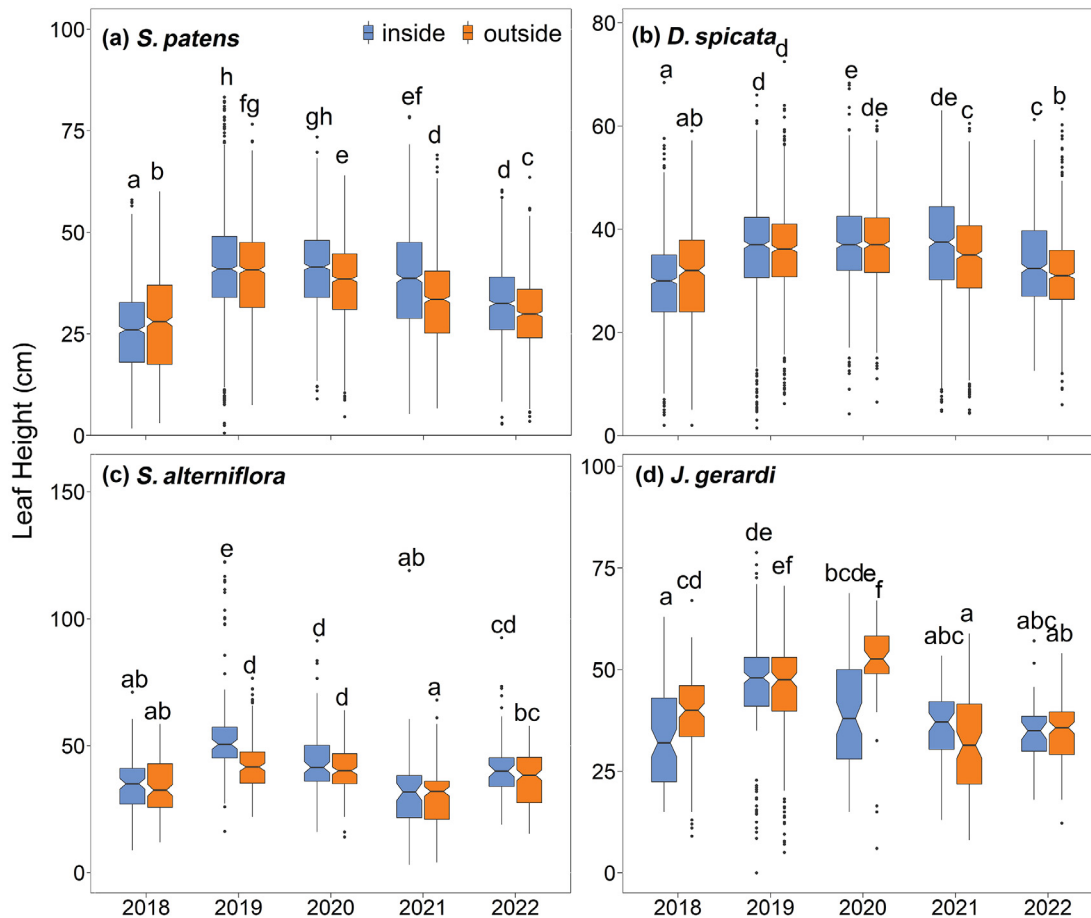 Leaf Height (cm)
(a) S. patens
inside outside
100
75
50
25
0
a b h fg gh e ef d d c
(b) D. spicata
80
60
40
20
0
a ab d d e de de c c b
(c) S. alterniflora
150
100
50
0
ab ab e d d d ab a cd bc
2018 2019 2020 2021 2022
(d) J. gerardi
100
75
50
25
0
a cd de ef bcde f abc a abc ab
2018 2019 2020 2021 2022